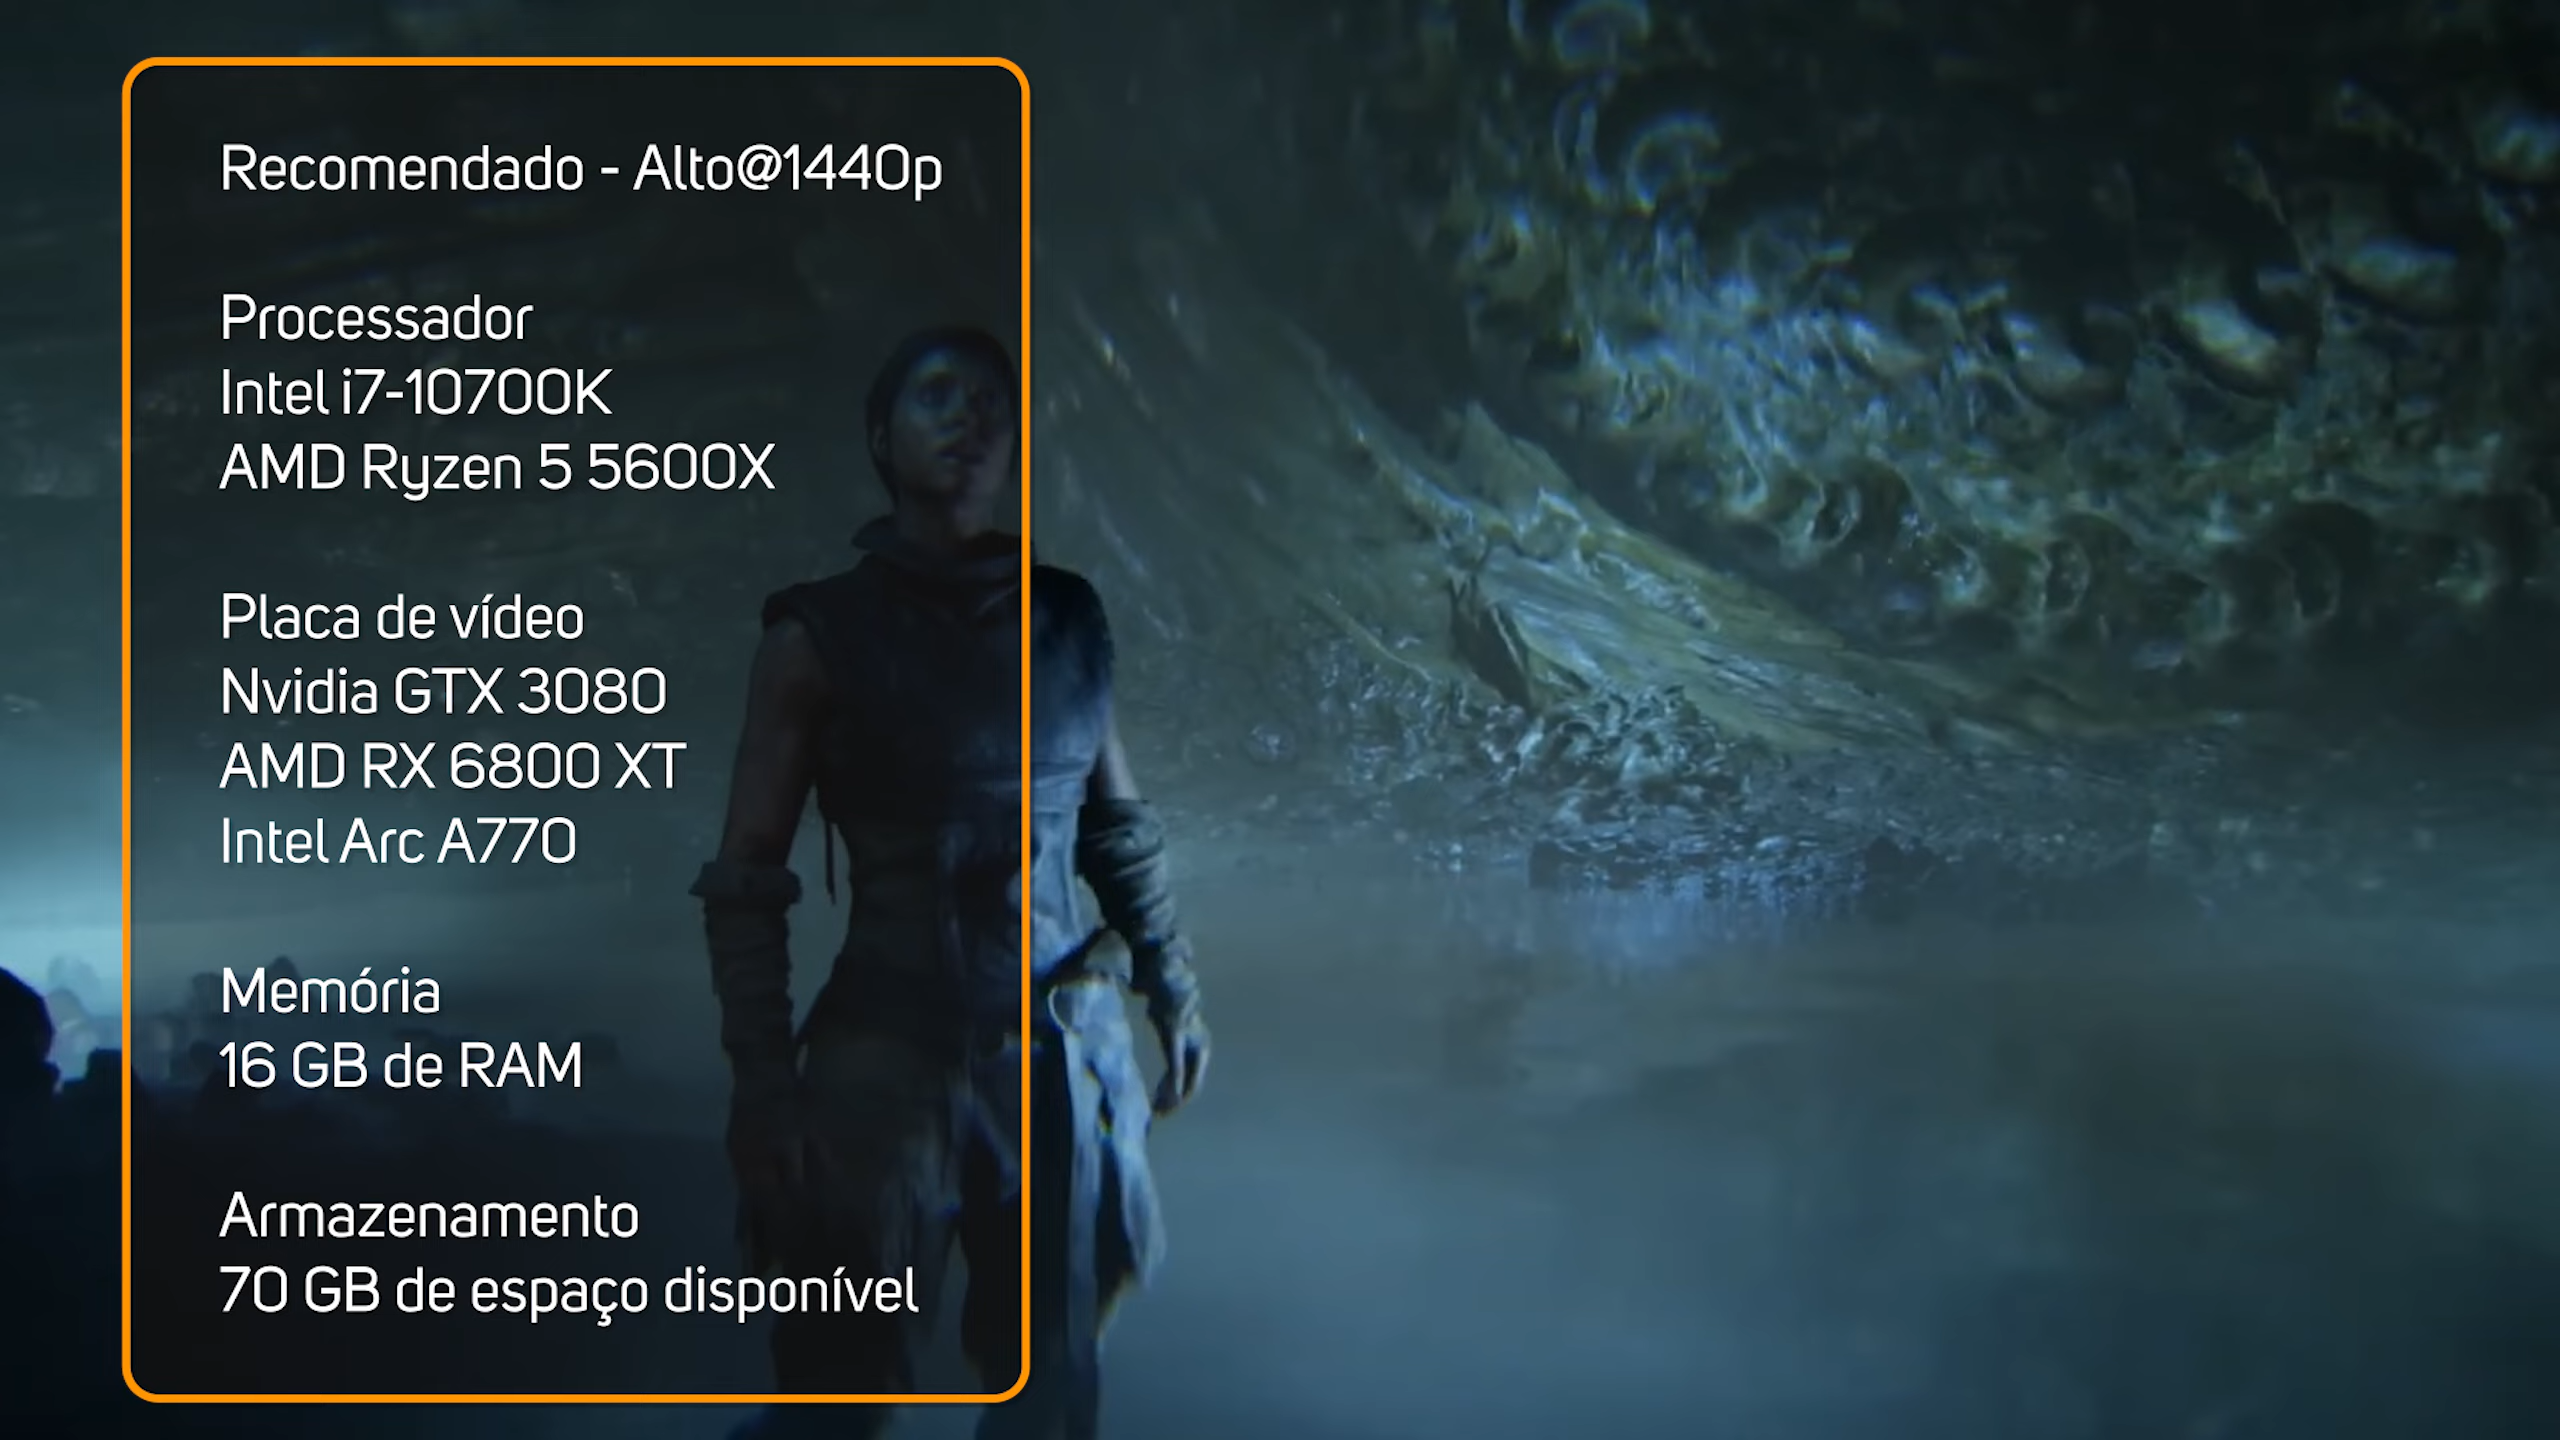 Recomendado - Alto@1440p
Processador
Intel i7-10700K
AMD Ryzen 5 5600X
Placa de vídeo
Nvidia GTX 3080
AMD RX 6800 XT
Intel Arc A770
Memória
16 GB de RAM
Armazenamento
70 GB de espaço disponível